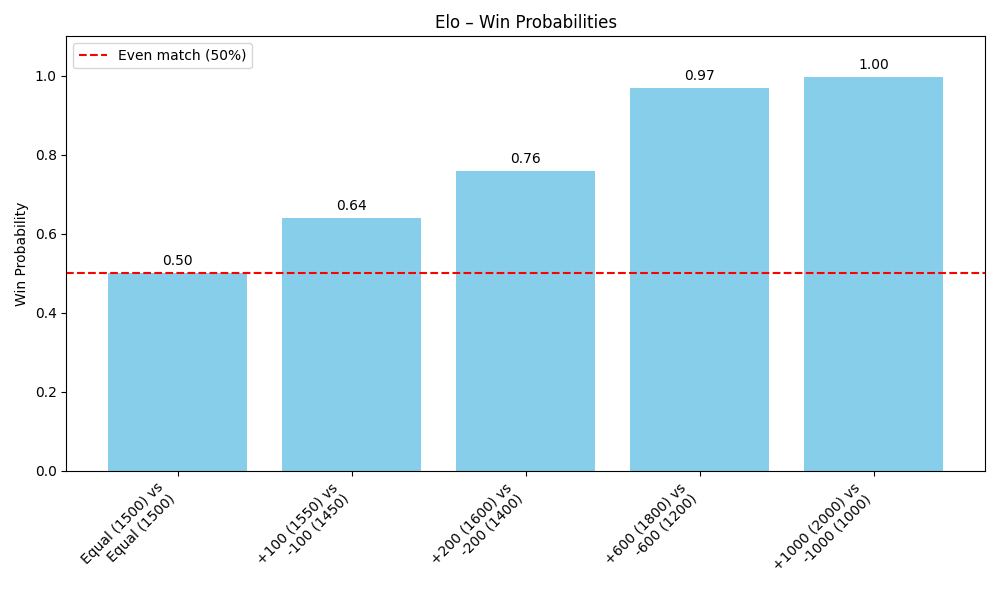 Elo – Win Probabilities
Even match (50%)
Win Probability
1.0
0.8
0.6
0.4
0.2
0.0
0.50
0.64
0.76
0.97
1.00
Equal (1500) vs
Equal (1500)
+100 (1550) vs
-100 (1450)
+200 (1600) vs
-200 (1400)
+600 (1800) vs
-600 (1200)
+1000 (2000) vs
-1000 (1000)